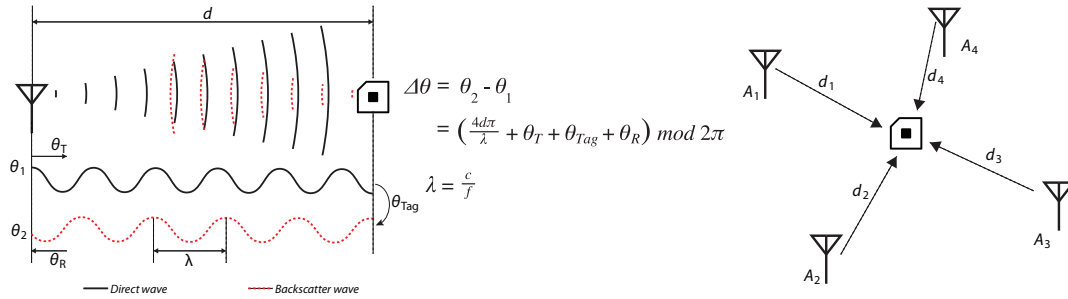 d
Δθ = θ2 - θ1
= (4dπ/λ + θT + θTag + θR) mod 2π
λ = c/f
θT
θ1
θTag
θ2
θR
λ
Direct wave
Backscatter wave
A1
d1
A4
d4
d3
d2
A3
A2